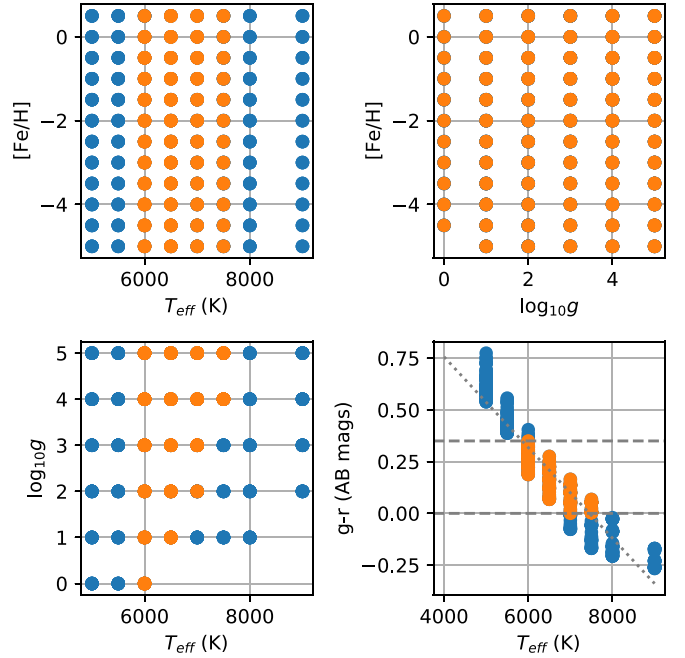 [Fe/H]
0
−2
−4
6000 8000
T_eff (K)
[Fe/H]
0
−2
−4
0 2 4
log₁₀g
log₁₀g
5
4
3
2
1
0
6000 8000
T_eff (K)
g-r (AB mags)
0.75
0.50
0.25
0.00
−0.25
4000 6000 8000
T_eff (K)